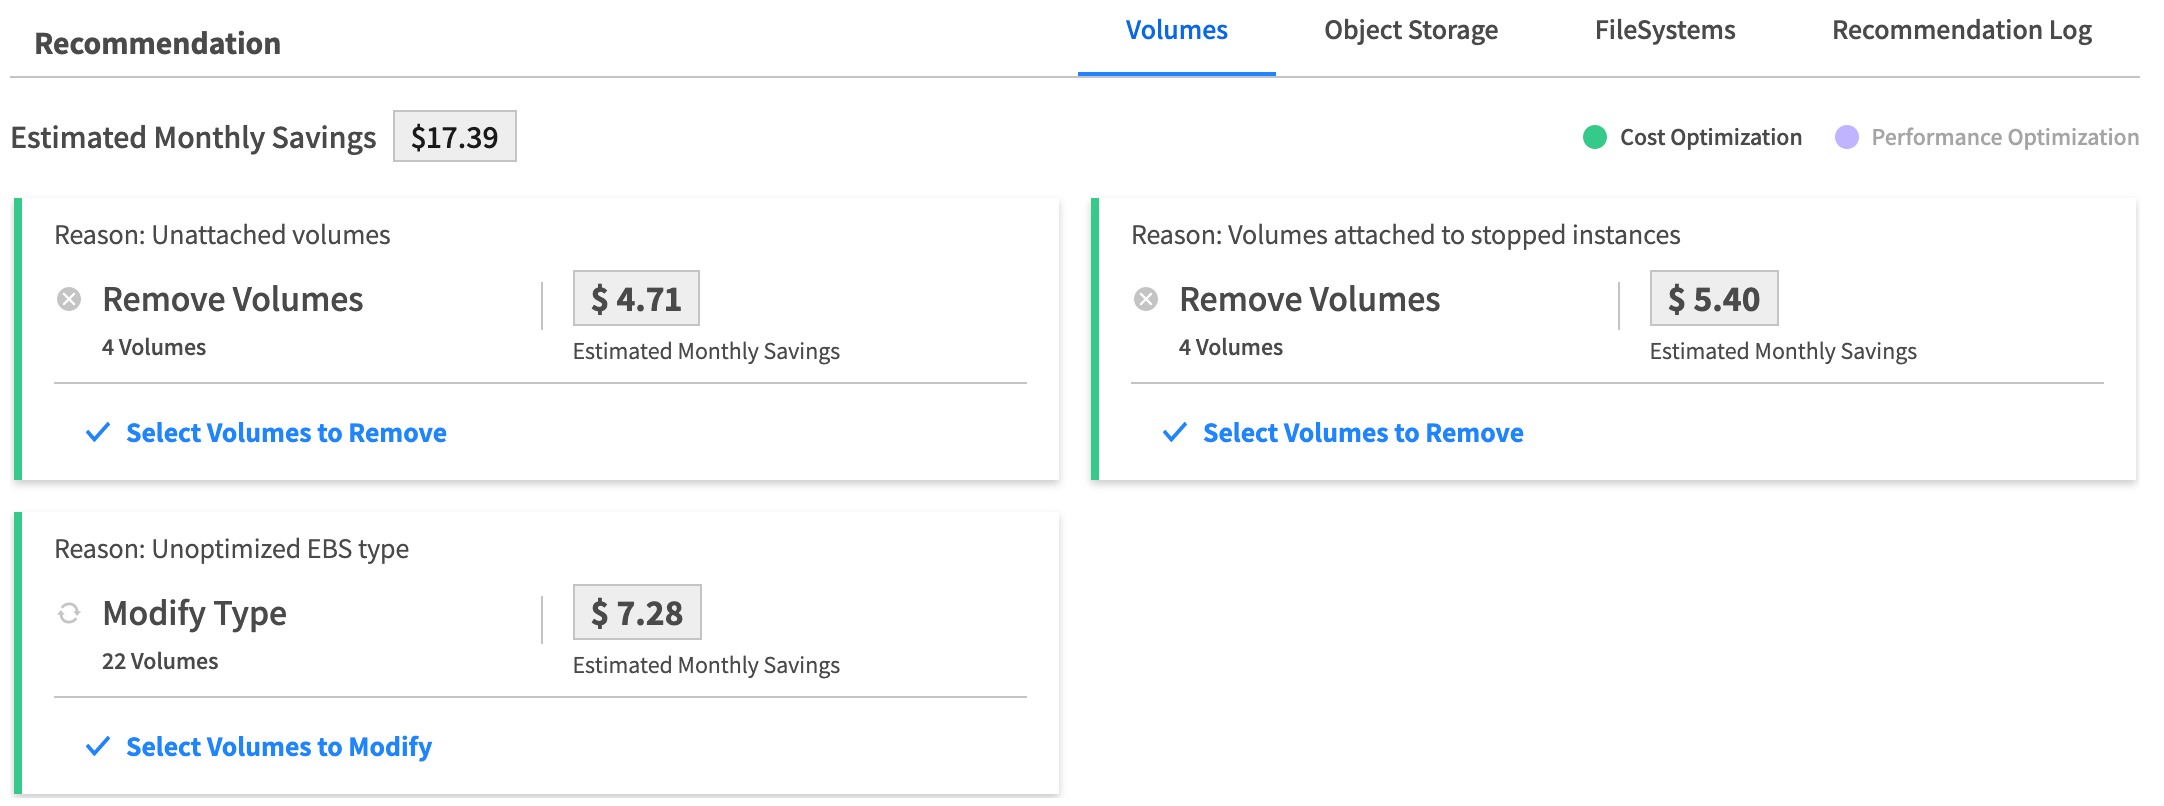 Recommendation
Volumes
Object Storage
FileSystems
Recommendation Log
Estimated Monthly Savings
$17.39
Cost Optimization
Performance Optimization
Reason: Unattached volumes
Remove Volumes
4 Volumes
$ 4.71
Estimated Monthly Savings
Select Volumes to Remove
Reason: Volumes attached to stopped instances
Remove Volumes
4 Volumes
$ 5.40
Estimated Monthly Savings
Select Volumes to Remove
Reason: Unoptimized EBS type
Modify Type
22 Volumes
$ 7.28
Estimated Monthly Savings
Select Volumes to Modify